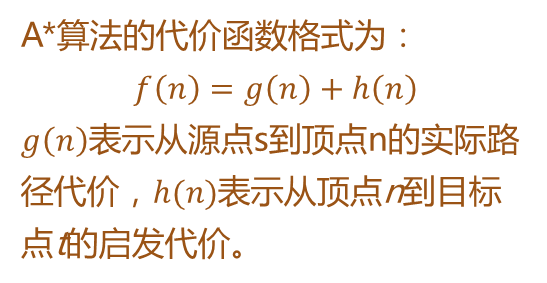 A*算法的代价函数格式为：
f(n) = g(n) + h(n)
g(n)表示从源点s到顶点n的实际路
径代价，h(n)表示从顶点n到目标
点t的启发代价。